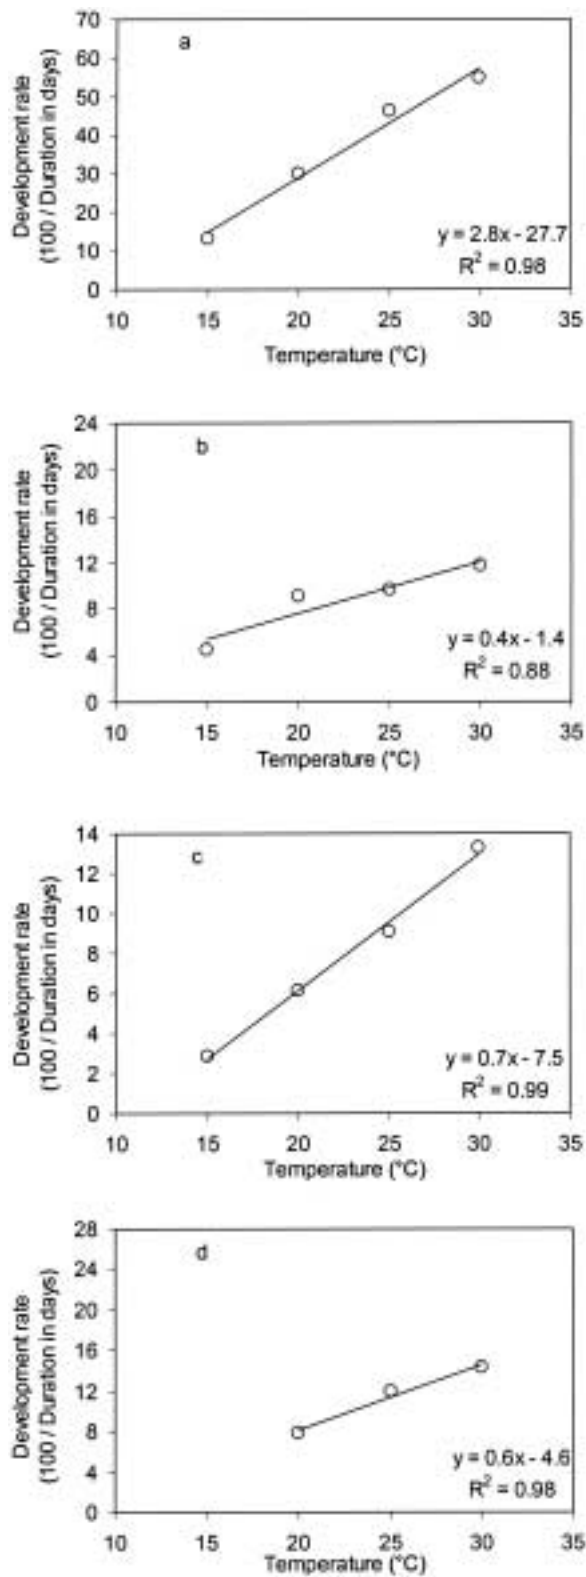 a
Development rate
(100 / Duration in days)
70
60
50
40
30
20
10
0
y = 2.8x - 27.7
R² = 0.98
10 15 20 25 30 35
Temperature (°C)
b
Development rate
(100 / Duration in days)
24
20
16
12
8
4
0
y = 0.4x - 1.4
R² = 0.88
10 15 20 25 30 35
Temperature (°C)
c
Development rate
(100 / Duration in days)
14
12
10
8
6
4
2
0
y = 0.7x - 7.5
R² = 0.99
10 15 20 25 30 35
Temperature (°C)
d
Development rate
(100 / Duration in days)
28
24
20
16
12
8
4
0
y = 0.6x - 4.6
R² = 0.98
10 15 20 25 30 35
Temperature (°C)